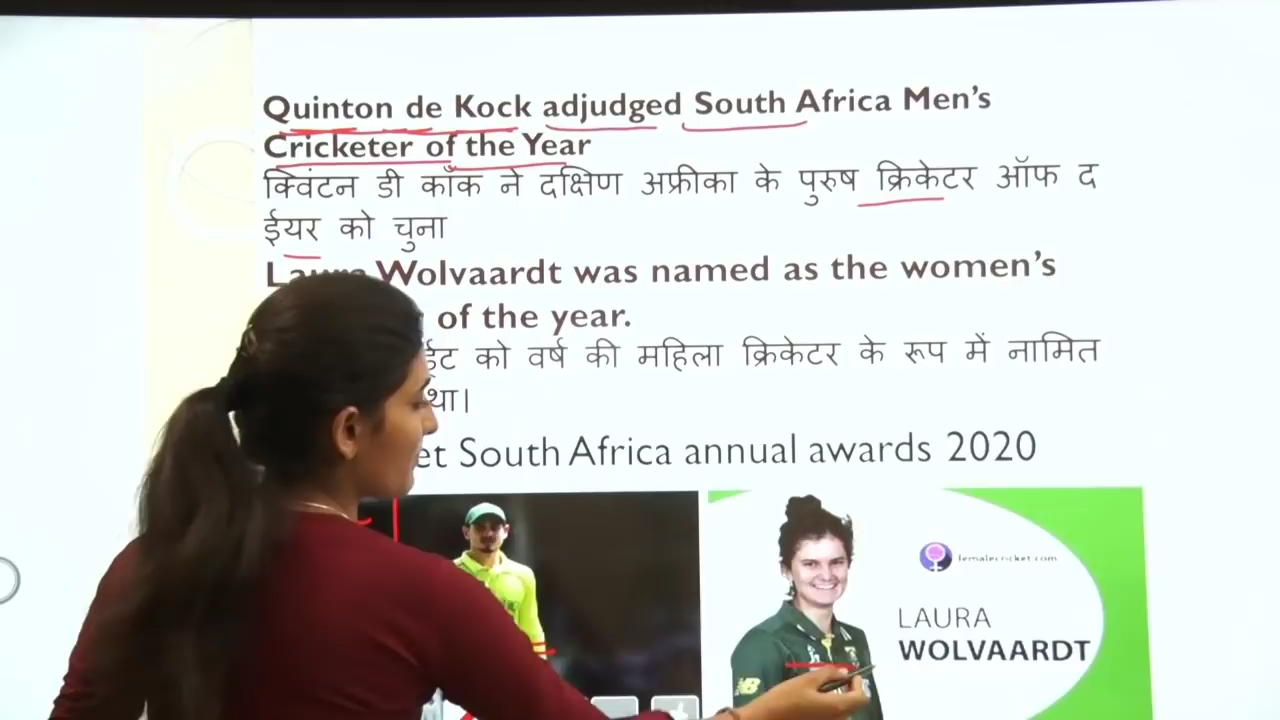 Quinton de Kock adjudged South Africa Men's
Cricketer of the Year
क्विंटन डी कॉक ने दक्षिण अफ्रीका के पुरुष क्रिकेटर ऑफ द
ईयर को चुना
Laura Wolvaardt was named as the women's
of the year.
को वर्ष की महिला क्रिकेटर के रूप में नामित
था।
South Africa annual awards 2020
femalecricket.com
LAURA
WOLVAARDT
NB